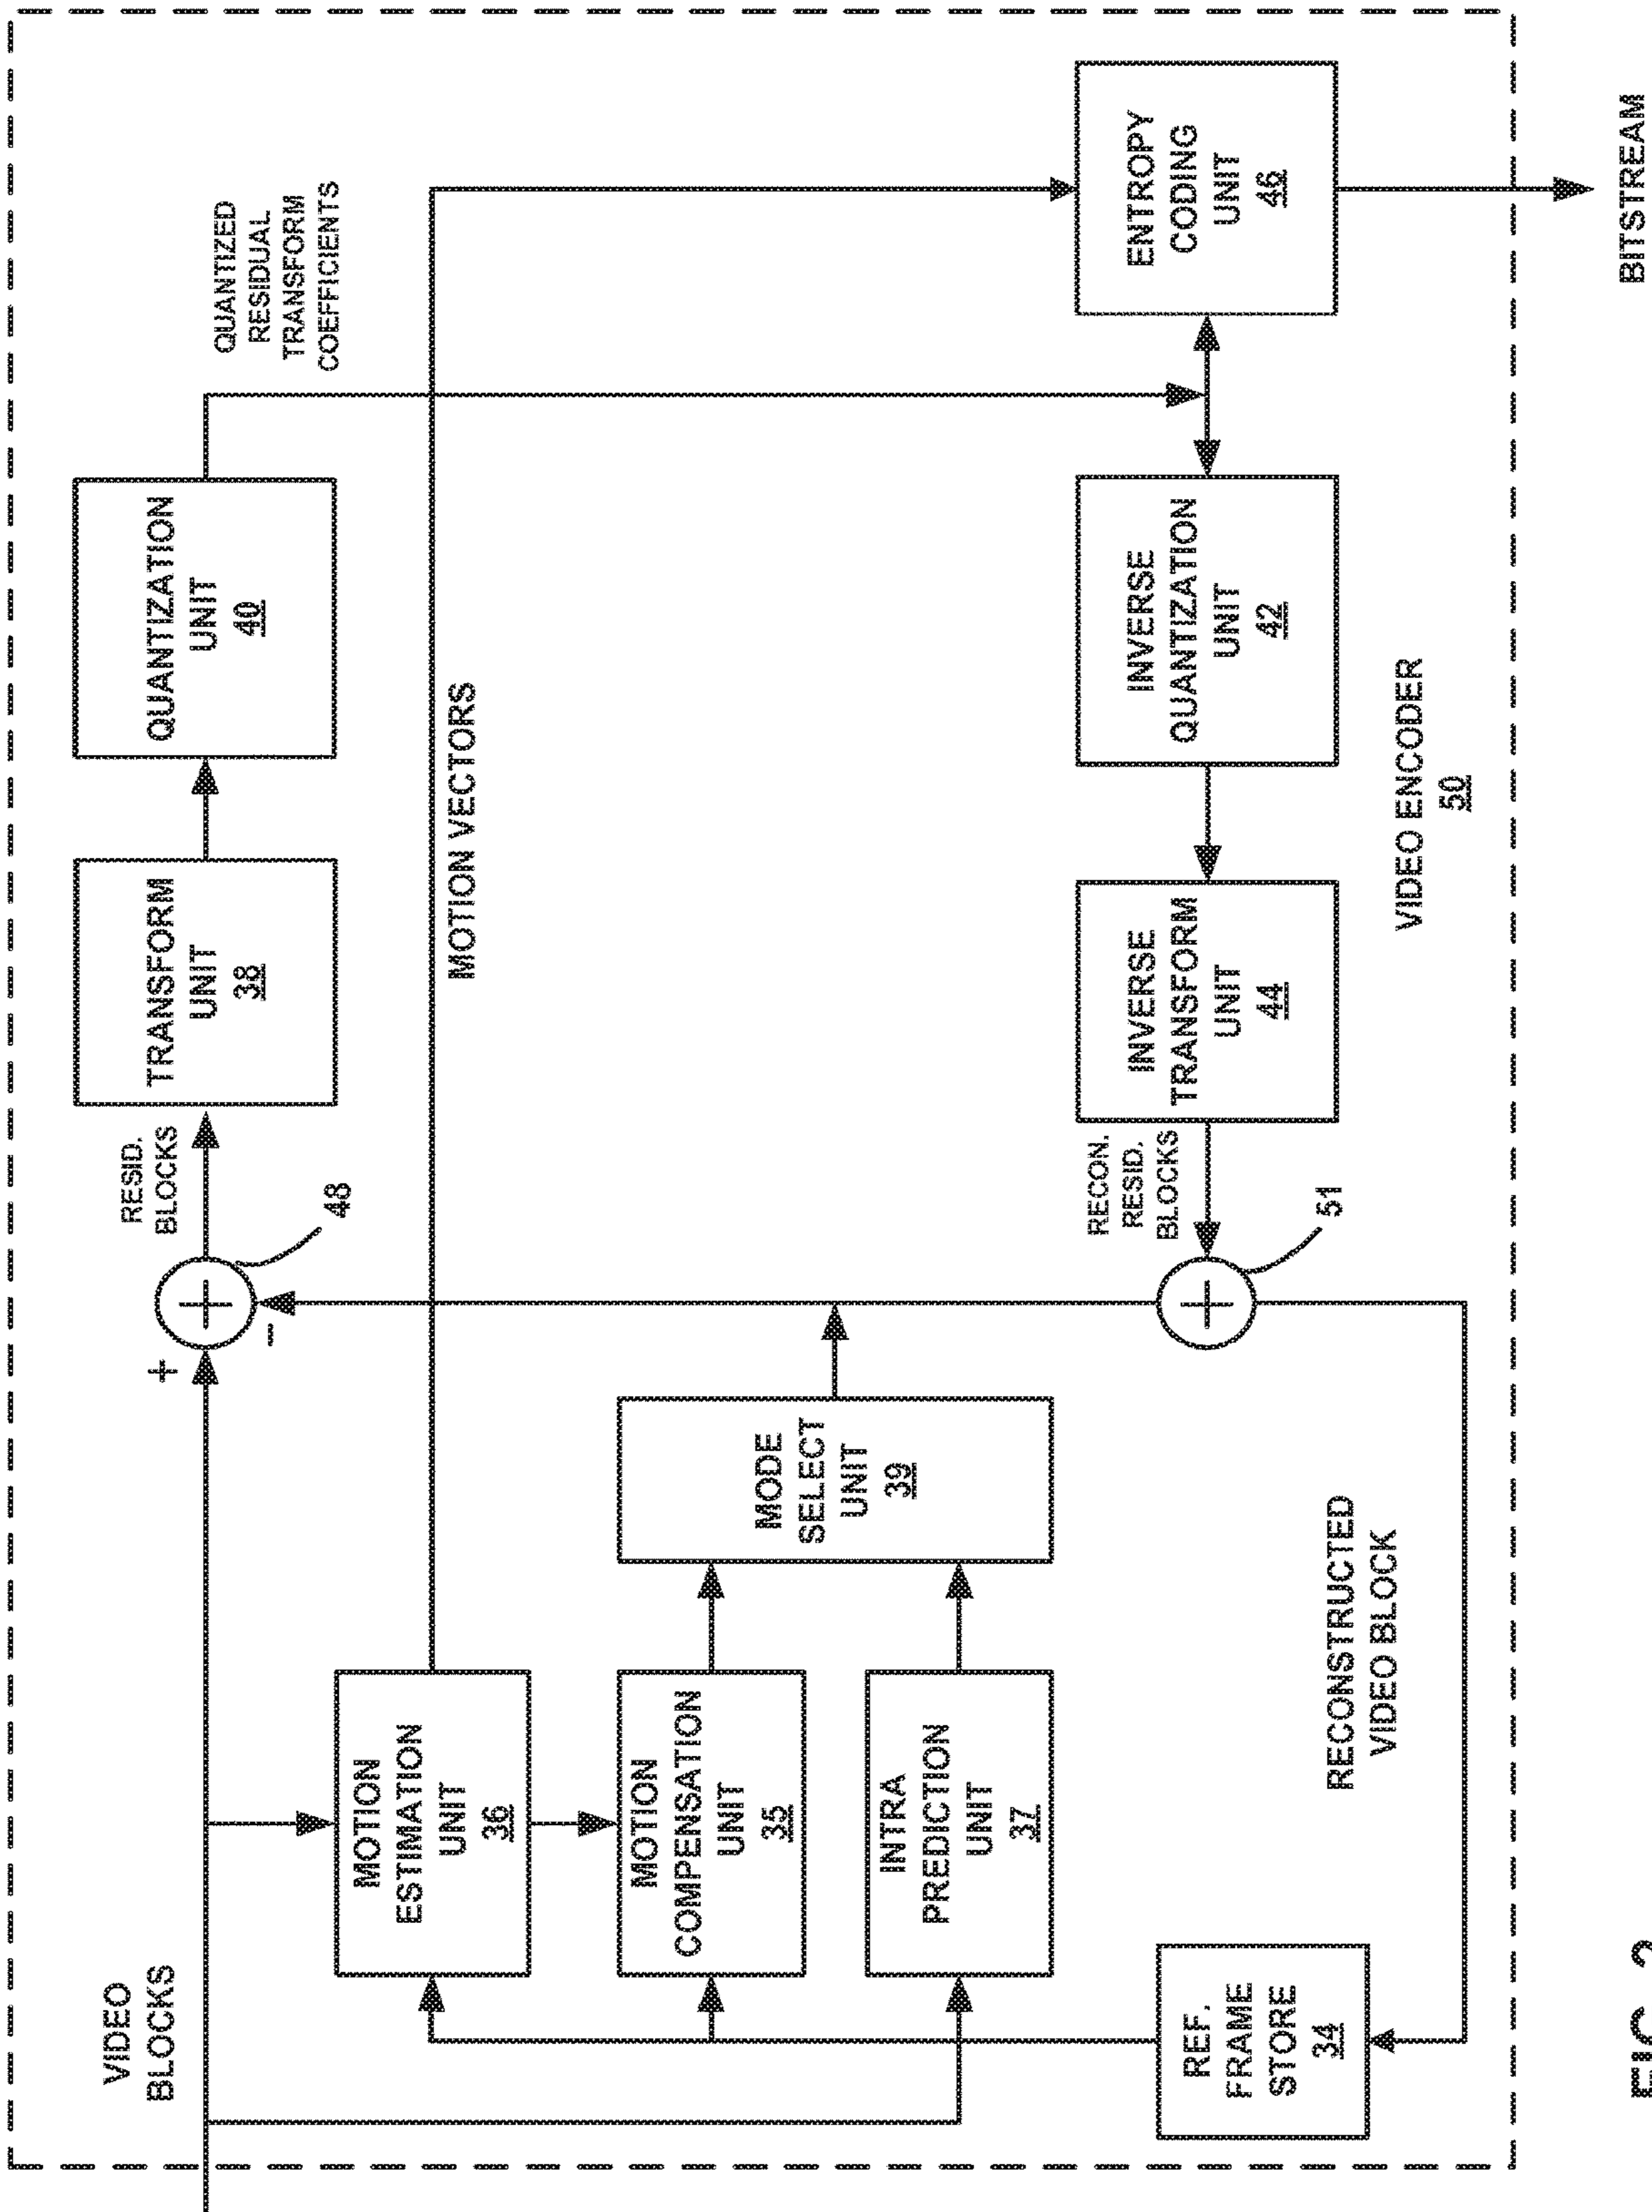 VIDEO
BLOCKS
+
-
48
RESID.
BLOCKS
TRANSFORM
UNIT
38
QUANTIZATION
UNIT
40
QUANTIZED
RESIDUAL
TRANSFORM
COEFFICIENTS
MOTION
ESTIMATION
UNIT
36
MOTION VECTORS
MOTION
COMPENSATION
UNIT
35
INTRA
PREDICTION
UNIT
37
MODE
SELECT
UNIT
39
REF.
FRAME
STORE
34
RECONSTRUCTED
VIDEO BLOCK
51
RECON.
RESID.
BLOCKS
INVERSE
TRANSFORM
UNIT
44
INVERSE
QUANTIZATION
UNIT
42
ENTROPY
CODING
UNIT
46
VIDEO ENCODER
50
BITSTREAM